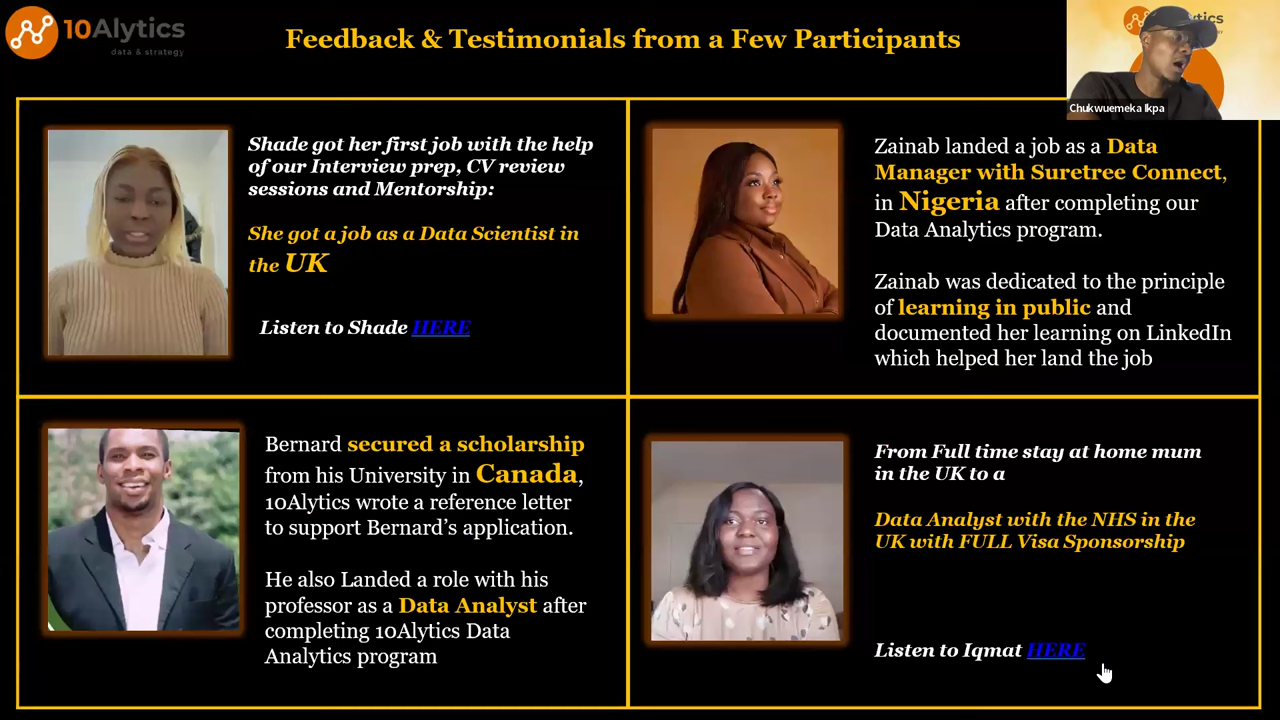 10Alytics
data & strategy
Feedback & Testimonials from a Few Participants
Chukwuemeka Ikpa
Shade got her first job with the help
of our Interview prep, CV review
sessions and Mentorship:
She got a job as a Data Scientist in
the UK
Listen to Shade HERE
Zainab landed a job as a Data
Manager with Suretree Connect,
in Nigeria after completing our
Data Analytics program.
Zainab was dedicated to the principle
of learning in public and
documented her learning on LinkedIn
which helped her land the job
Bernard secured a scholarship
from his University in Canada,
10Alytics wrote a reference letter
to support Bernard’s application.
He also Landed a role with his
professor as a Data Analyst after
completing 10Alytics Data
Analytics program
From Full time stay at home mum
in the UK to a
Data Analyst with the NHS in the
UK with FULL Visa Sponsorship
Listen to Iqmat HERE